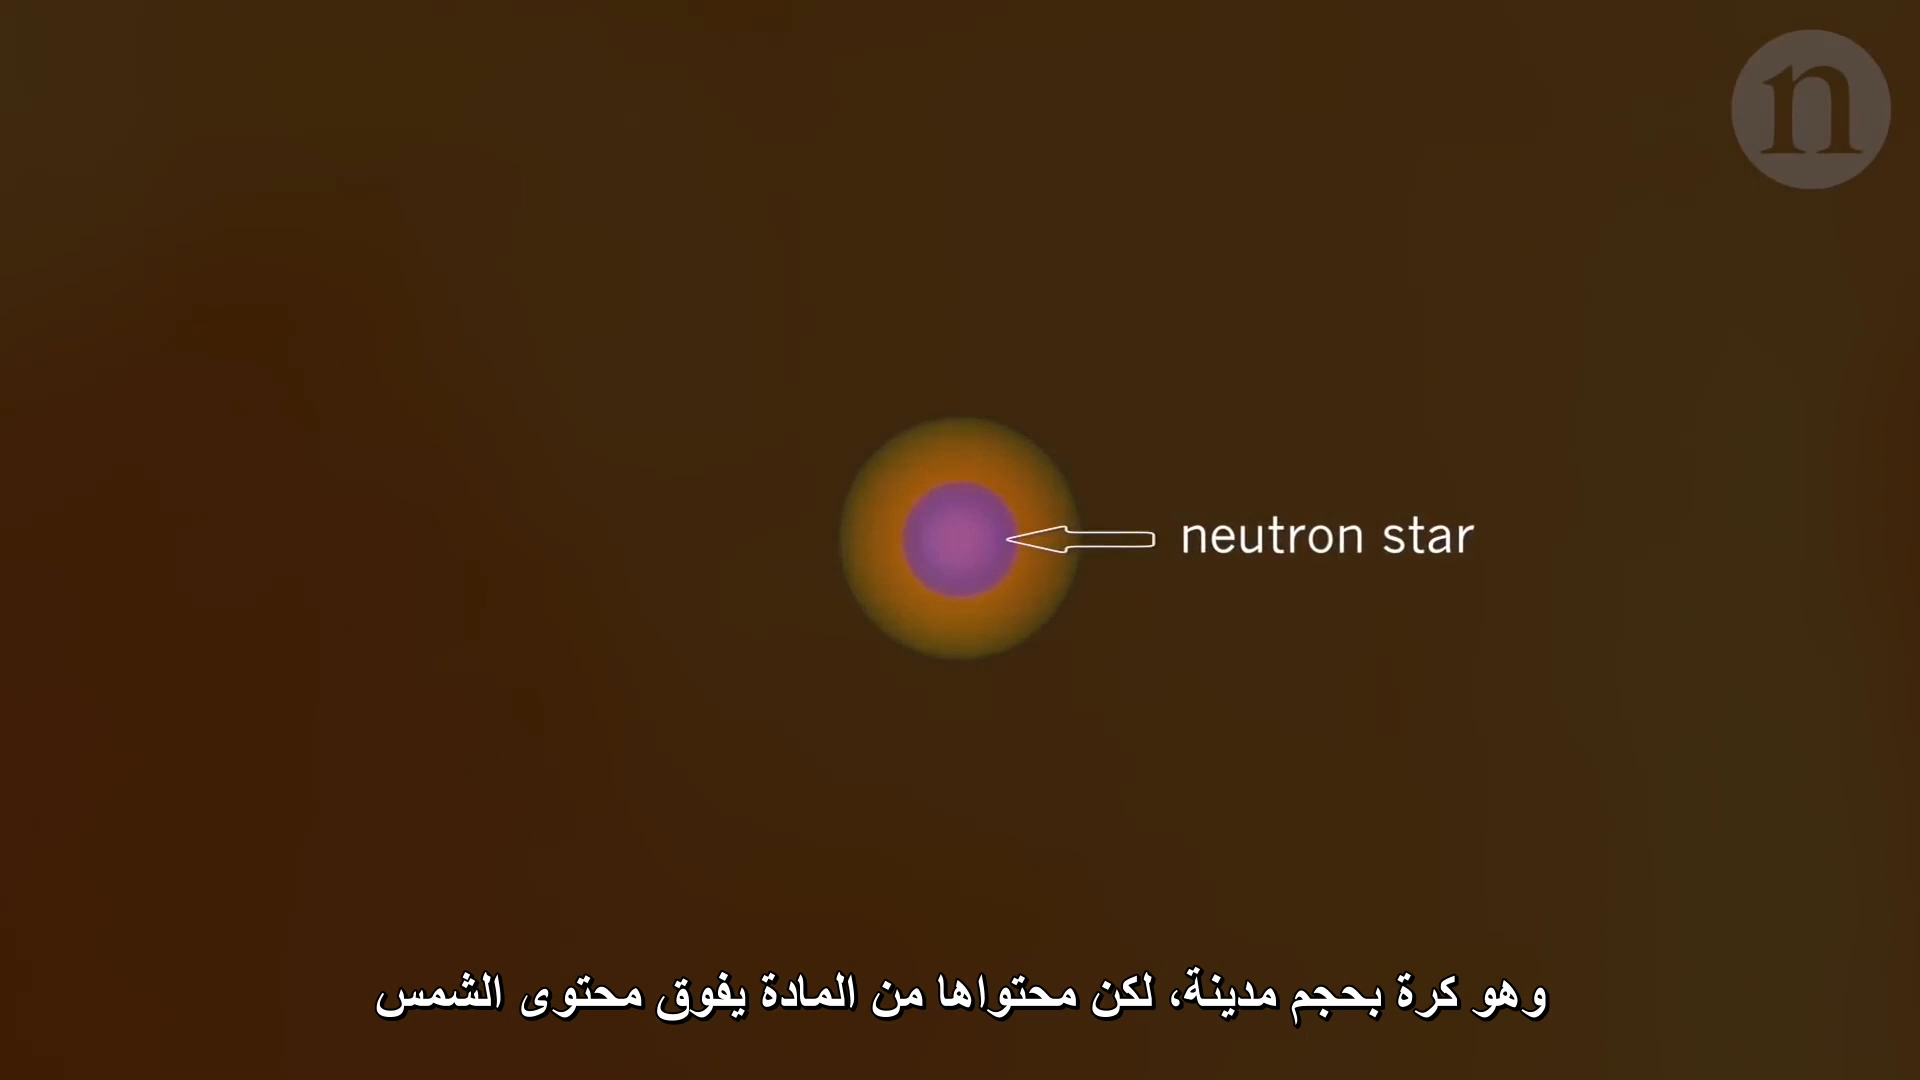 n
neutron star
وهو كرة بحجم مدينة، لكن محتواها من المادة يفوق محتوى الشمس